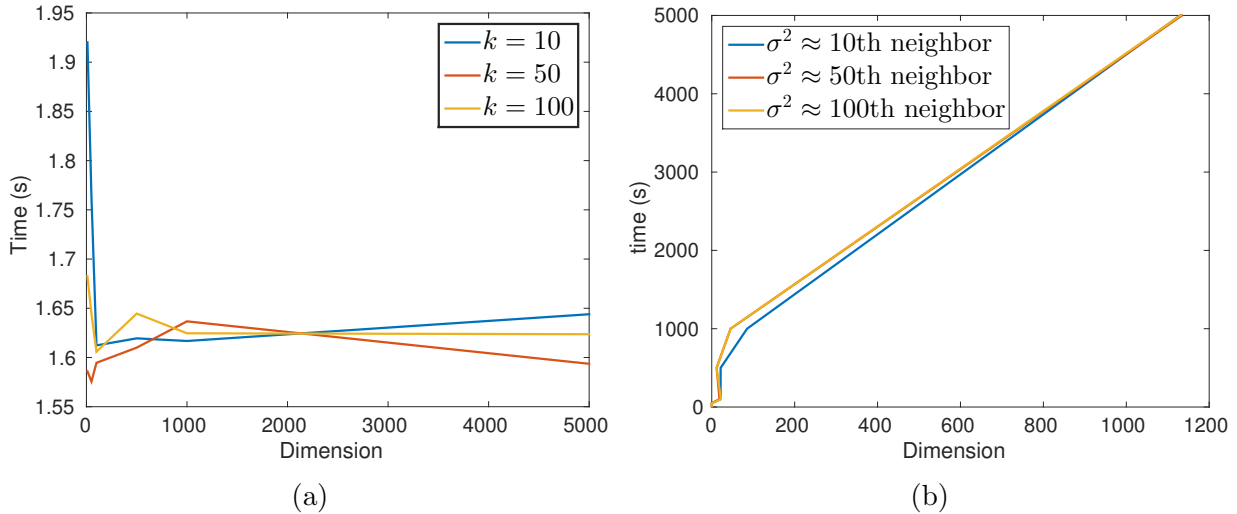 1.95
1.9
1.85
1.8
1.75
1.7
1.65
1.6
1.55
Time (s)
k = 10
k = 50
k = 100
0 1000 2000 3000 4000 5000
Dimension
(a)
5000
4000
3000
2000
1000
0
time (s)
σ² ≈ 10th neighbor
σ² ≈ 50th neighbor
σ² ≈ 100th neighbor
0 200 400 600 800 1000 1200
Dimension
(b)